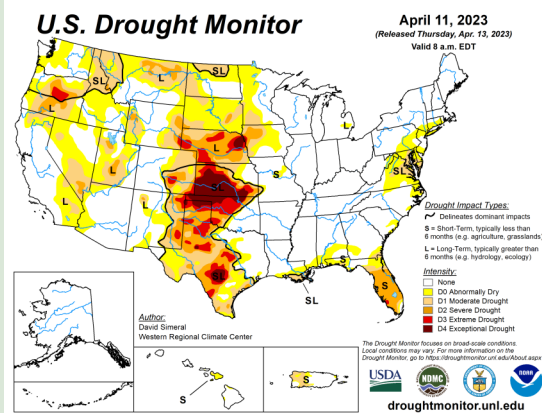 U.S. Drought Monitor
April 11, 2023
(Released Thursday, Apr. 13, 2023)
Valid 8 a.m. EDT
SL
L
SL
L
L
L
SL
L
S
SL
L
L
SL
SL
S
S
SL
S
S
Drought Impact Types:
Delineates dominant impacts
S = Short-Term, typically less than
6 months (e.g. agriculture, grasslands)
L = Long-Term, typically greater than
6 months (e.g. hydrology, ecology)
Intensity:
None
D0 Abnormally Dry
D1 Moderate Drought
D2 Severe Drought
D3 Extreme Drought
D4 Exceptional Drought
Author:
David Simeral
Western Regional Climate Center
The Drought Monitor focuses on broad-scale conditions.
Local conditions may vary. For more information on the
Drought Monitor, go to https://droughtmonitor.unl.edu/About.aspx
USDA
NDMC
NOAA
droughtmonitor.unl.edu